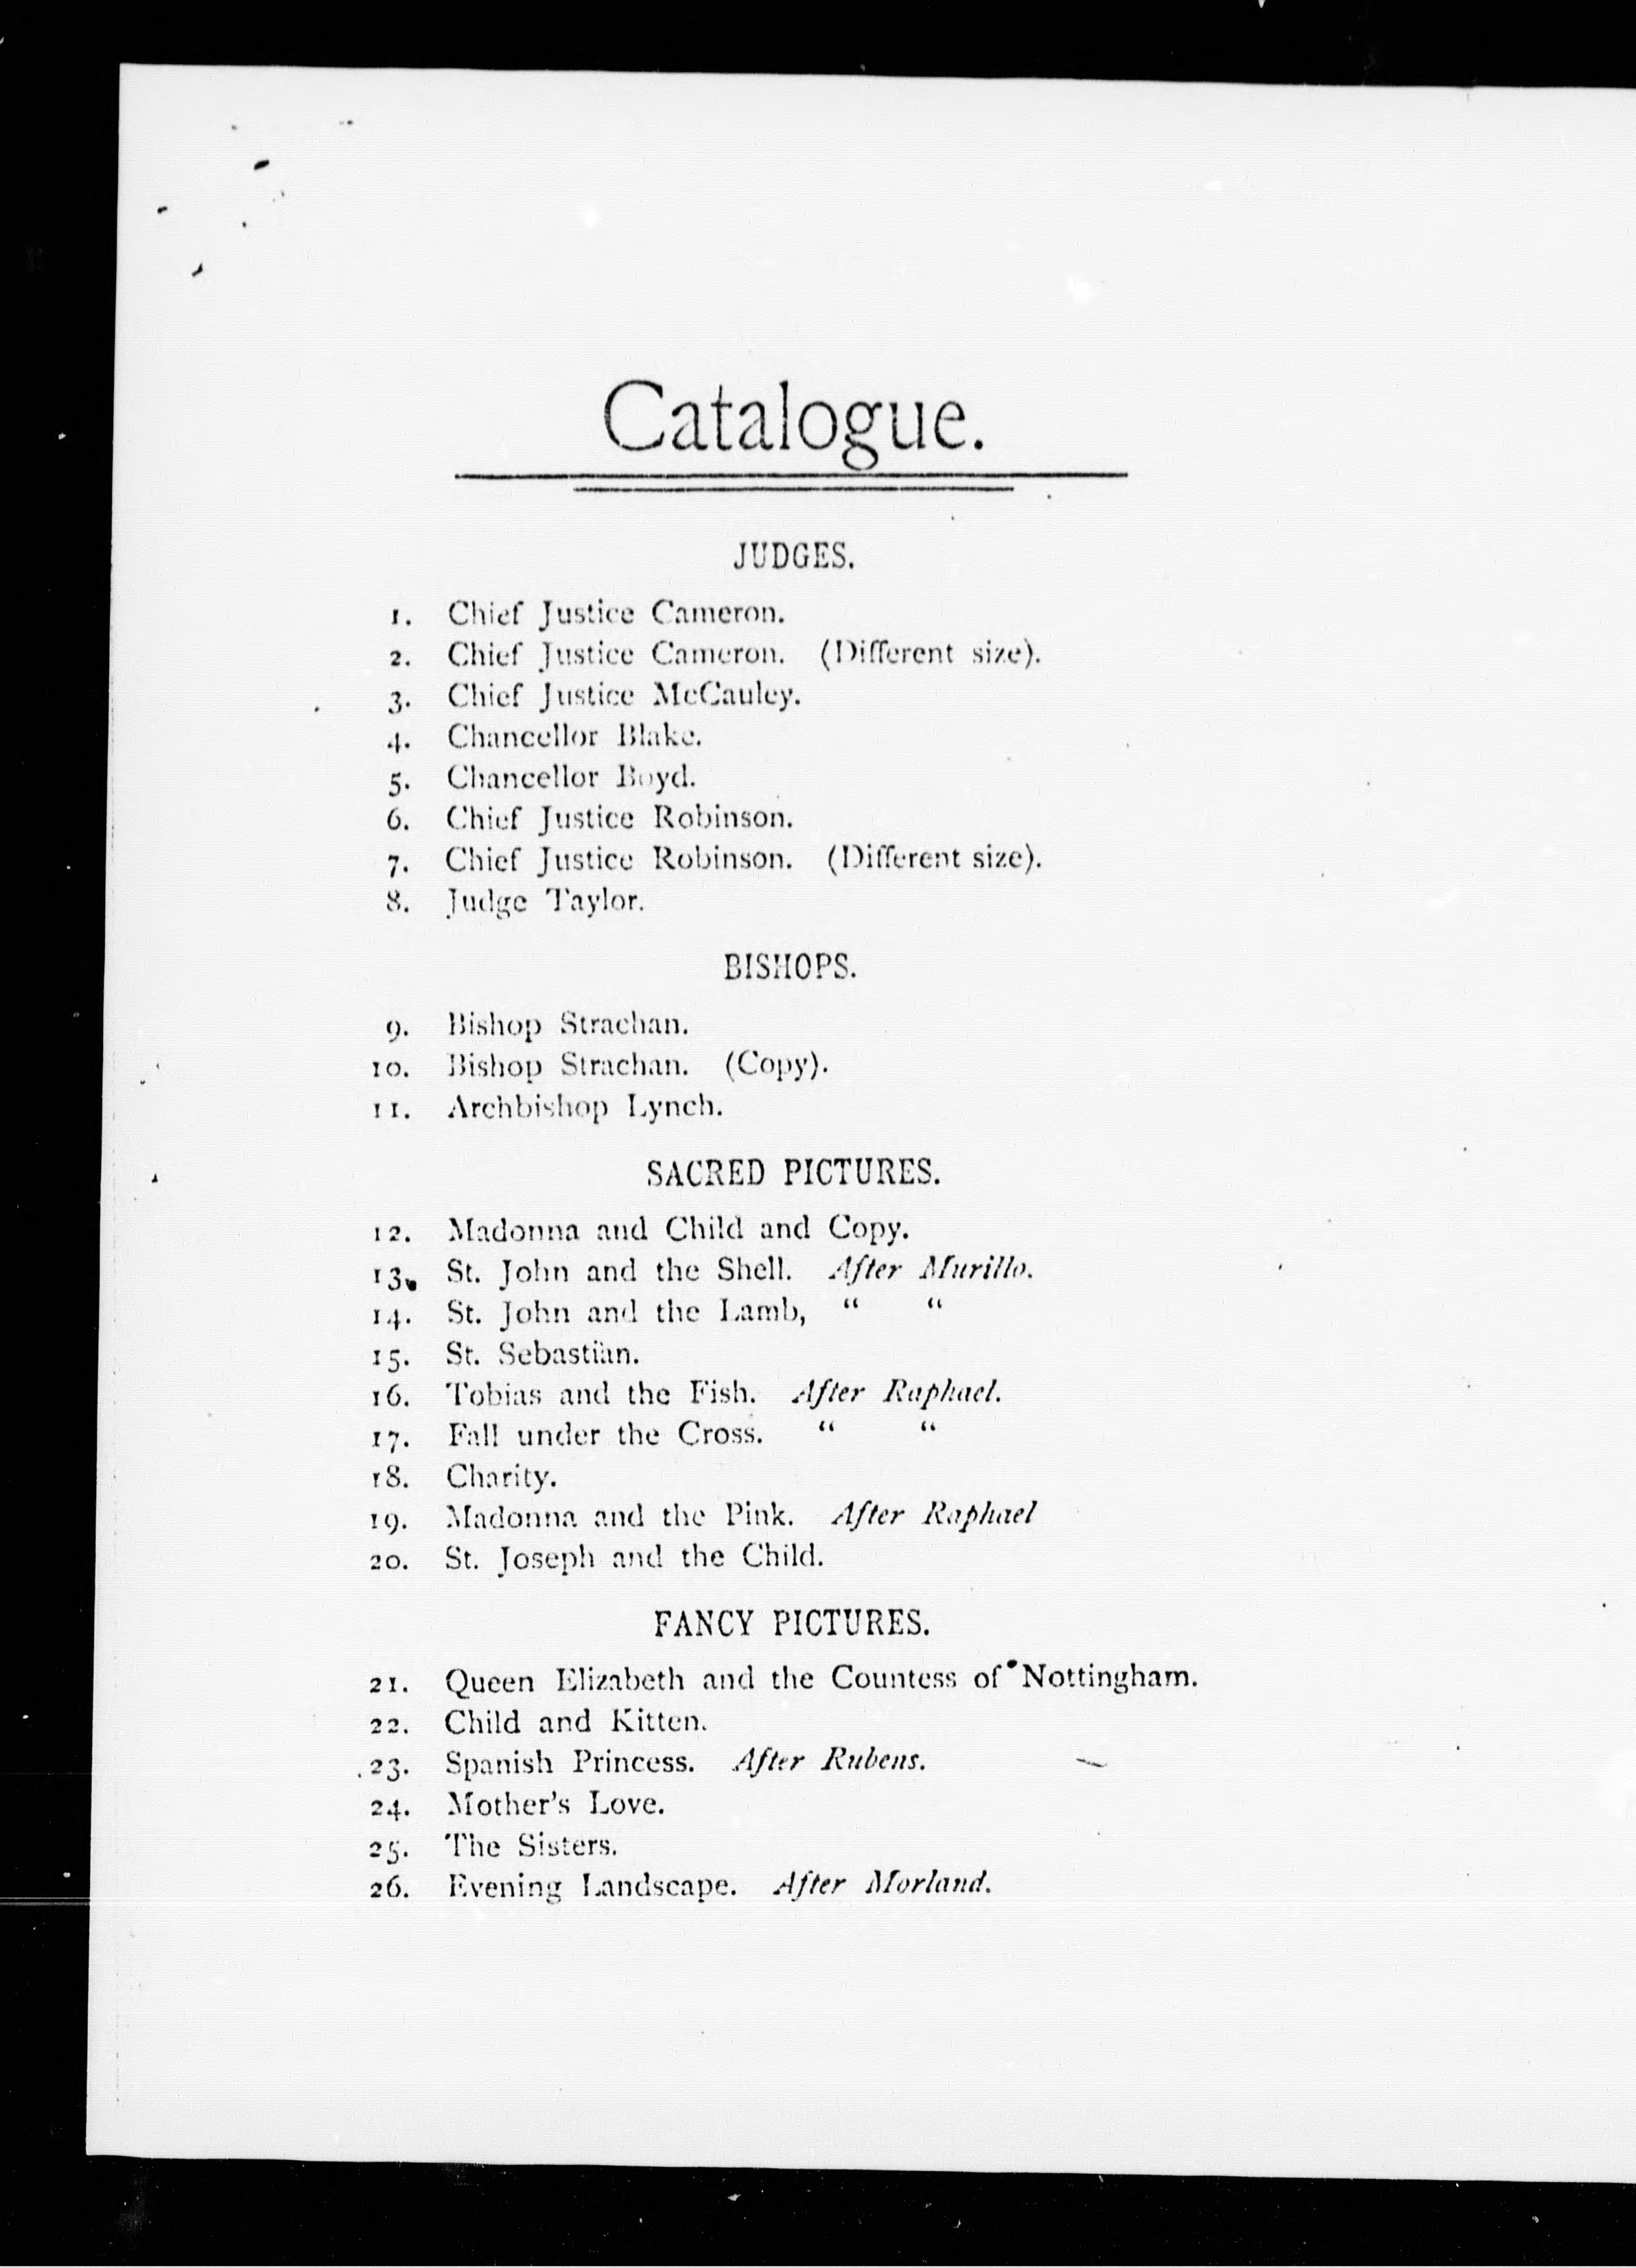 Catalogue.
JUDGES.
1. Chief Justice Cameron.
2. Chief Justice Cameron. (Different size).
3. Chief Justice McCauley.
4. Chancellor Blake.
5. Chancellor Boyd.
6. Chief Justice Robinson.
7. Chief Justice Robinson. (Different size).
8. Judge Taylor.
BISHOPS.
9. Bishop Strachan.
10. Bishop Strachan. (Copy).
11. Archbishop Lynch.
SACRED PICTURES.
12. Madonna and Child and Copy.
13. St. John and the Shell. After Murillo.
14. St. John and the Lamb, “ “
15. St. Sebastian.
16. Tobias and the Fish. After Raphael.
17. Fall under the Cross. “ “
18. Charity.
19. Madonna and the Pink. After Raphael
20. St. Joseph and the Child.
FANCY PICTURES.
21. Queen Elizabeth and the Countess of Nottingham.
22. Child and Kitten.
23. Spanish Princess. After Rubens.
24. Mother's Love.
25. The Sisters.
26. Evening Landscape. After Morland.